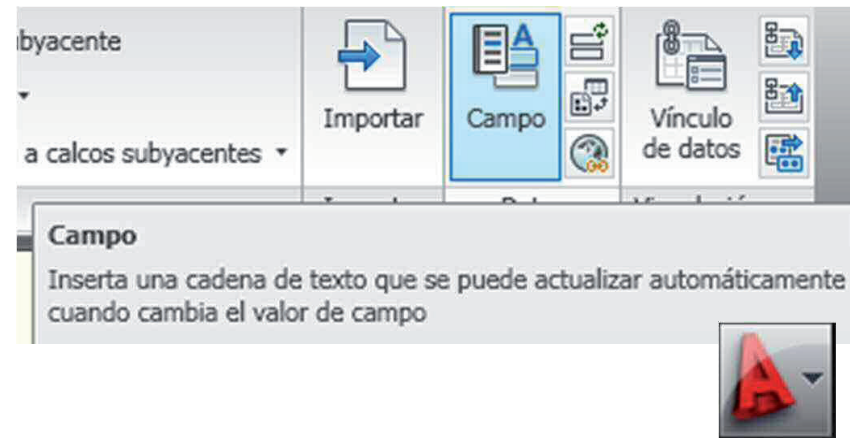 byacente
a calcos subyacentes
Importar
Campo
Vínculo
de datos
Campo
Inserta una cadena de texto que se puede actualizar automáticamente
cuando cambia el valor de campo
A